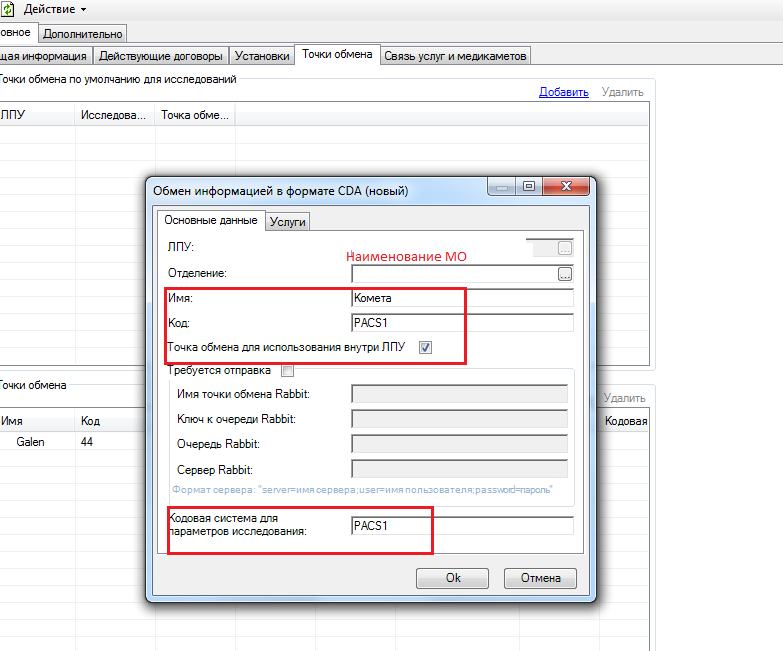 Действие
овное Дополнительно
щая информация Действующие договоры Установки Точки обмена Связь услуг и медикаметов
Точки обмена по умолчанию для исследований
Добавить Удалить
ЛПУ Исследова... Точка обме...
Обмен информацией в формате CDA (новый)
Основные данные Услуги
ЛПУ: ...
Наименование МО
Отделение: ...
Имя: Комета
Код: PACS1
Точка обмена для использования внутри ЛПУ
Требуется отправка
Точки обмена
Имя точки обмена Rabbit:
Удалить
Ключ к очереди Rabbit:
Имя Код Кодовая
Galen 44
Очередь Rabbit:
Сервер Rabbit:
Формат сервера: "server=имя сервера;user=имя пользователя;password=пароль"
Кодовая система для
параметров исследования: PACS1
Ok Отмена